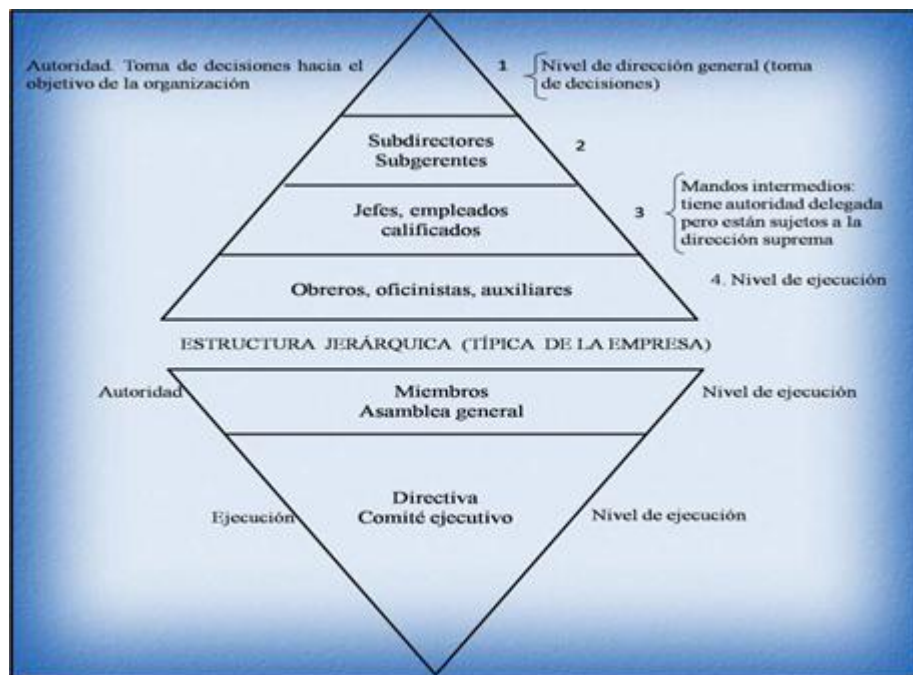 Autoridad. Toma de decisiones hacia el
objetivo de la organización
1
Nivel de dirección general (toma
de decisiones)
Subdirectores
Subgerentes
2
Jefes, empleados
calificados
3
Mandos intermedios:
tiene autoridad delegada
pero están sujetos a la
dirección suprema
Obreros, oficinistas, auxiliares
4. Nivel de ejecución
ESTRUCTURA JERÁRQUICA (TÍPICA DE LA EMPRESA)
Autoridad
Miembros
Asamblea general
Nivel de ejecución
Ejecución
Directiva
Comité ejecutivo
Nivel de ejecución